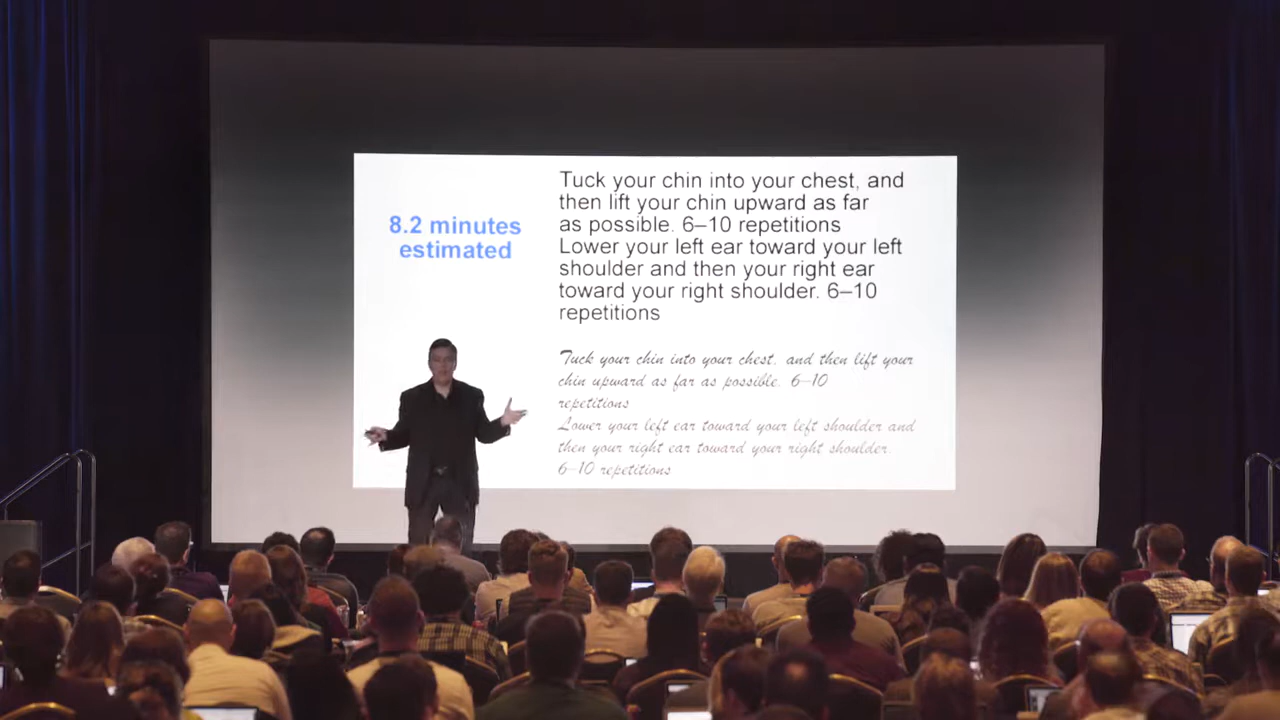 8.2 minutes
estimated
Tuck your chin into your chest, and
then lift your chin upward as far
as possible. 6–10 repetitions
Lower your left ear toward your left
shoulder and then your right ear
toward your right shoulder. 6–10
repetitions
Tuck your chin into your chest, and then lift your
chin upward as far as possible. 6–10
repetitions
Lower your left ear toward your left shoulder and
then your right ear toward your right shoulder.
6–10 repetitions